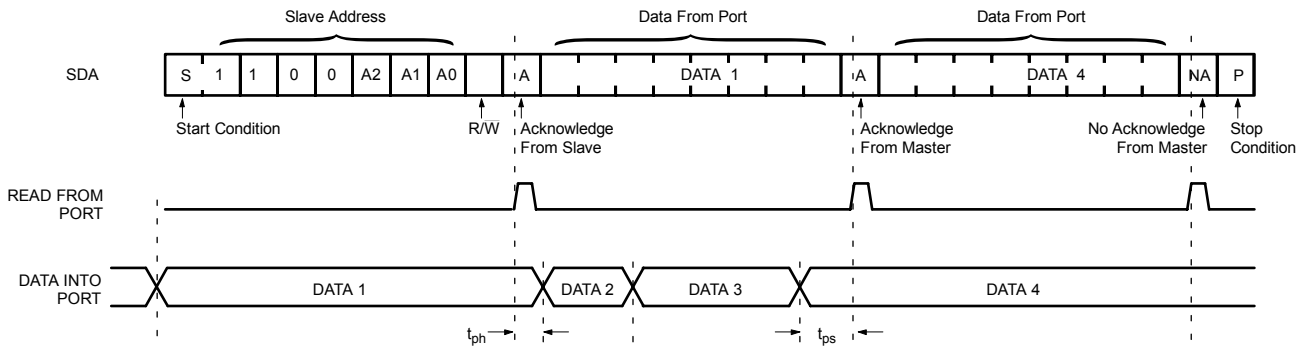 Slave Address
Data From Port
Data From Port
SDA
S 1 1 0 0 A2 A1 A0 A DATA 1 A DATA 4 NA P
Start Condition
R/W̅
Acknowledge
From Slave
Acknowledge
From Master
No Acknowledge
From Master
Stop
Condition
READ FROM
PORT
DATA INTO
PORT
DATA 1
DATA 2
DATA 3
DATA 4
tph
tps